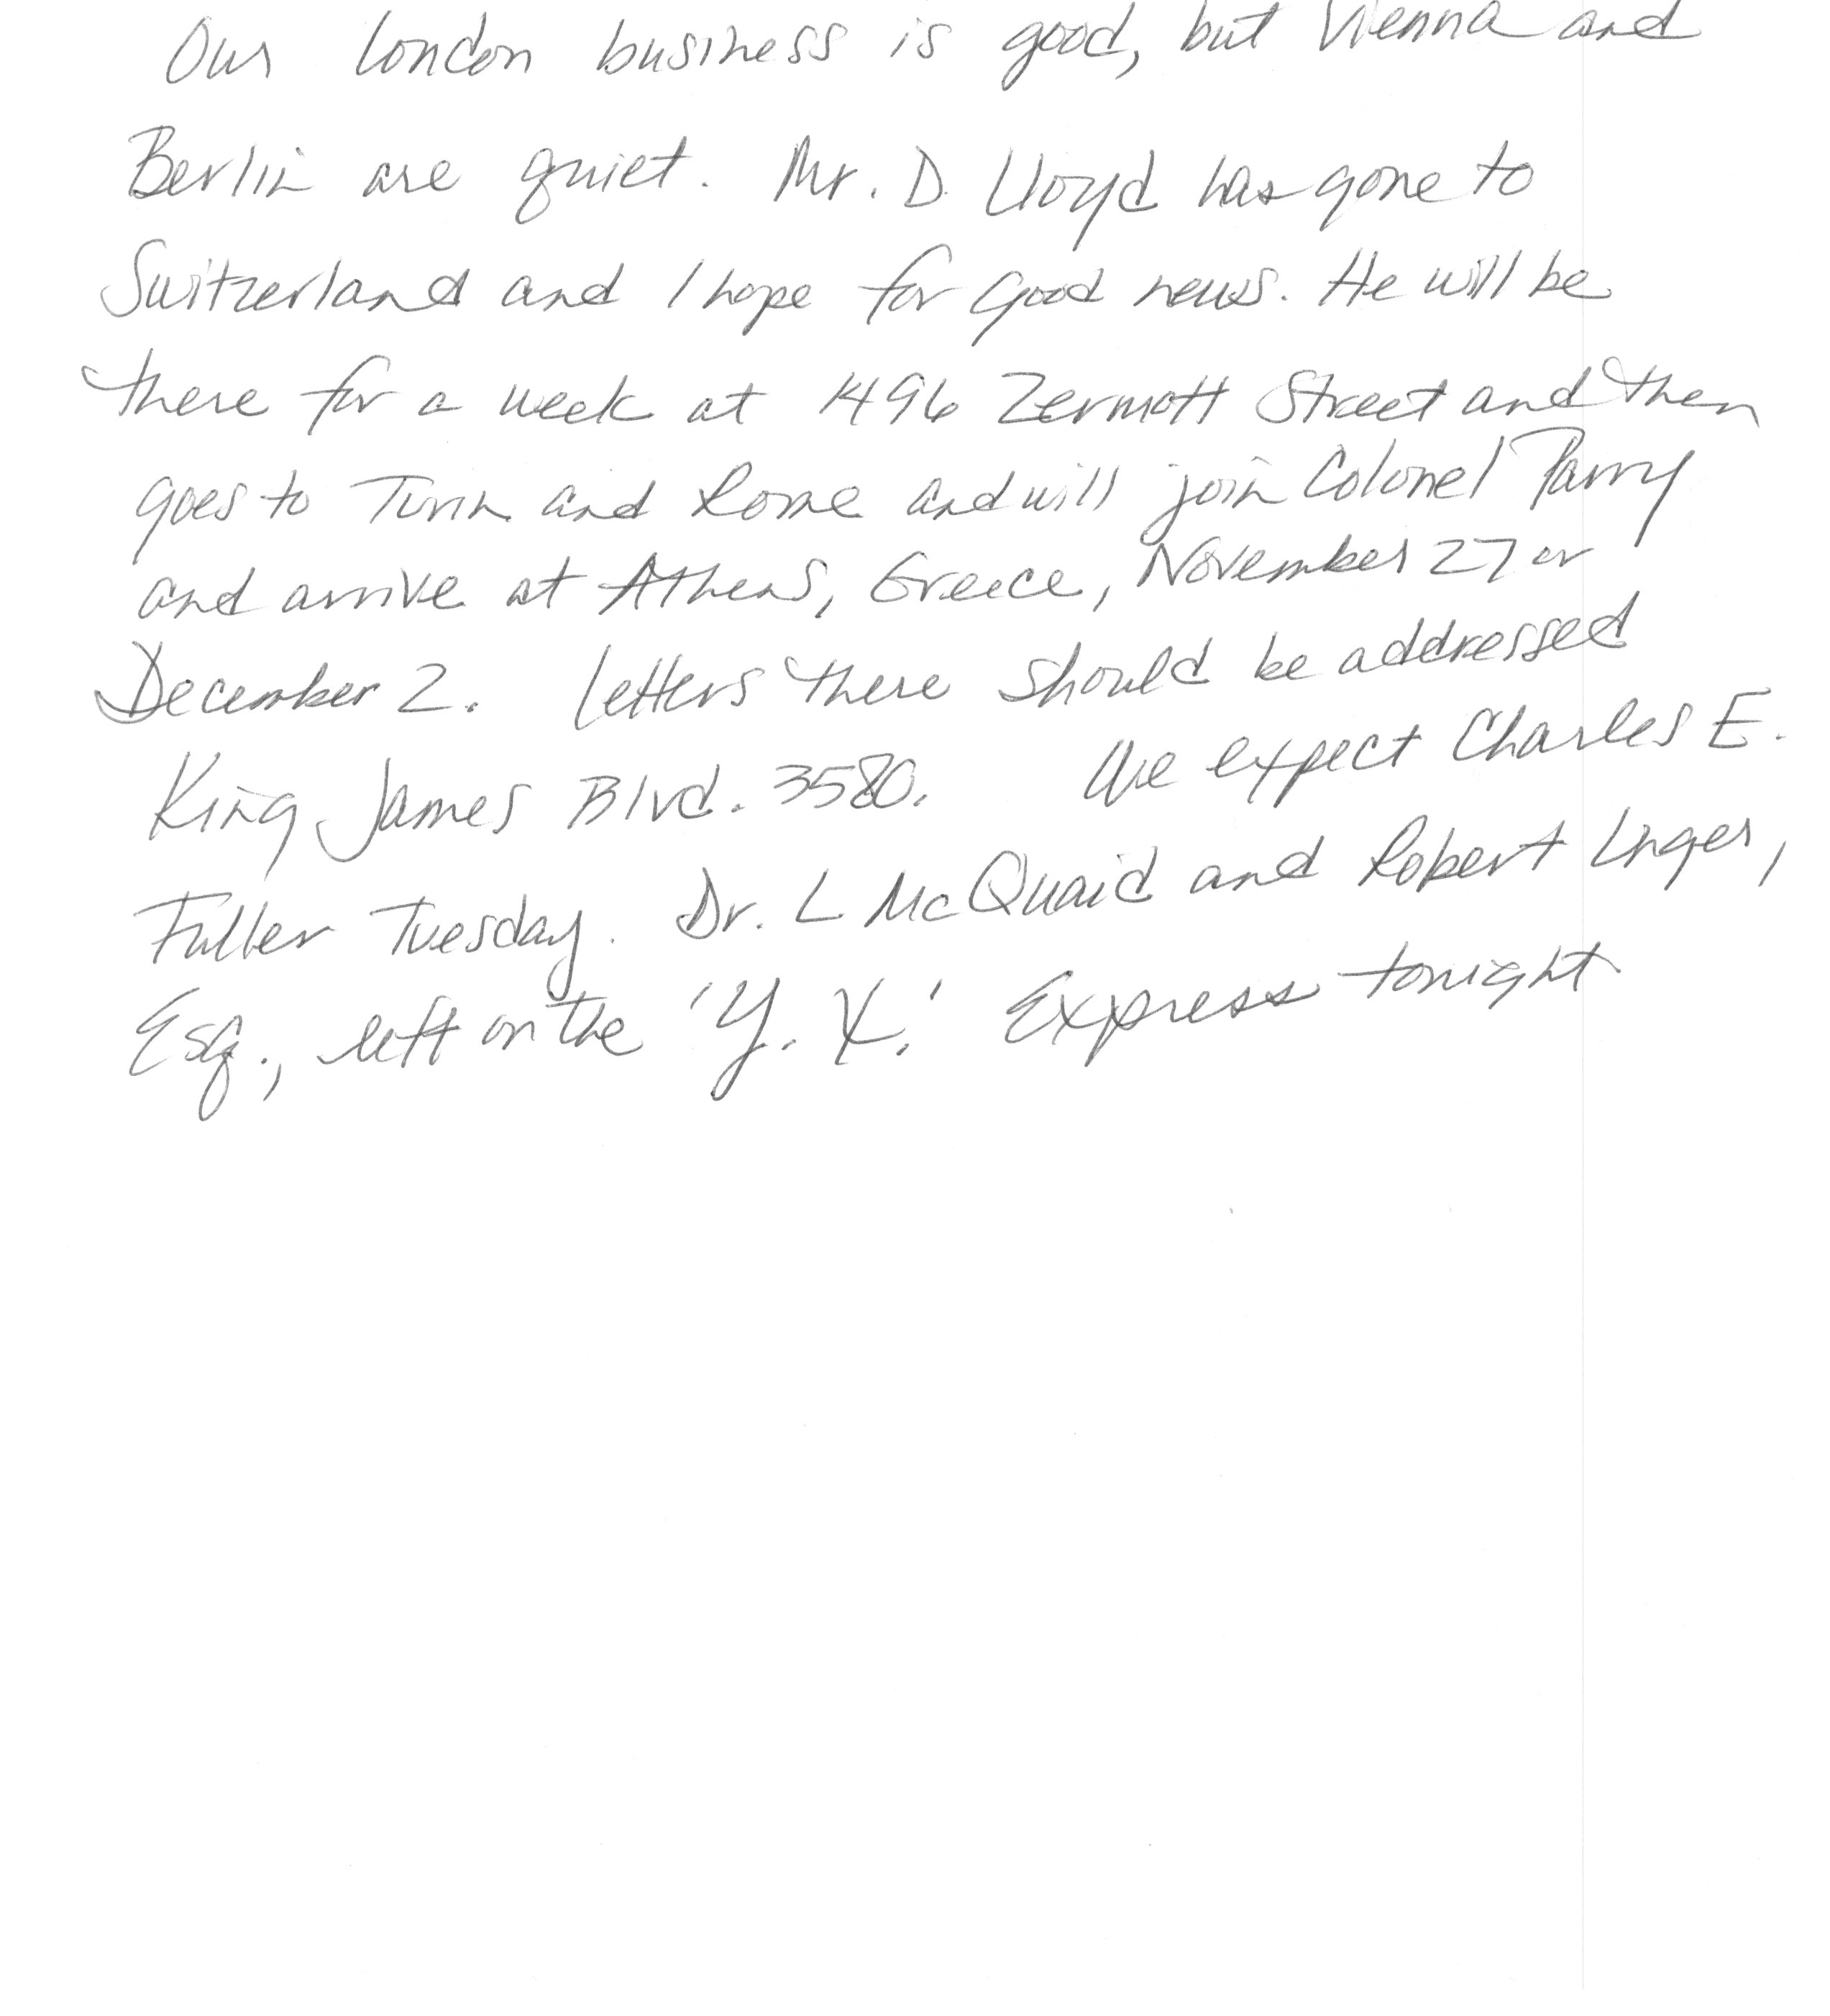 Our London business is good, but Vienna and
Berlin are quiet. Mr. D. Lloyd has gone to
Switzerland and I hope for good news. He will be
there for a week at 1496 Zermott Street and then
goes to Turin and Rome and will join Colonel Parry
and arrive at Athens, Greece, November 27 or
December 2. Letters there should be addressed
King James Blvd. 3580. We expect Charles E.
Fuller Tuesday. Dr. L McQuaid and Robert Unger,
Esq., left on the 'Y. X.' Express tonight